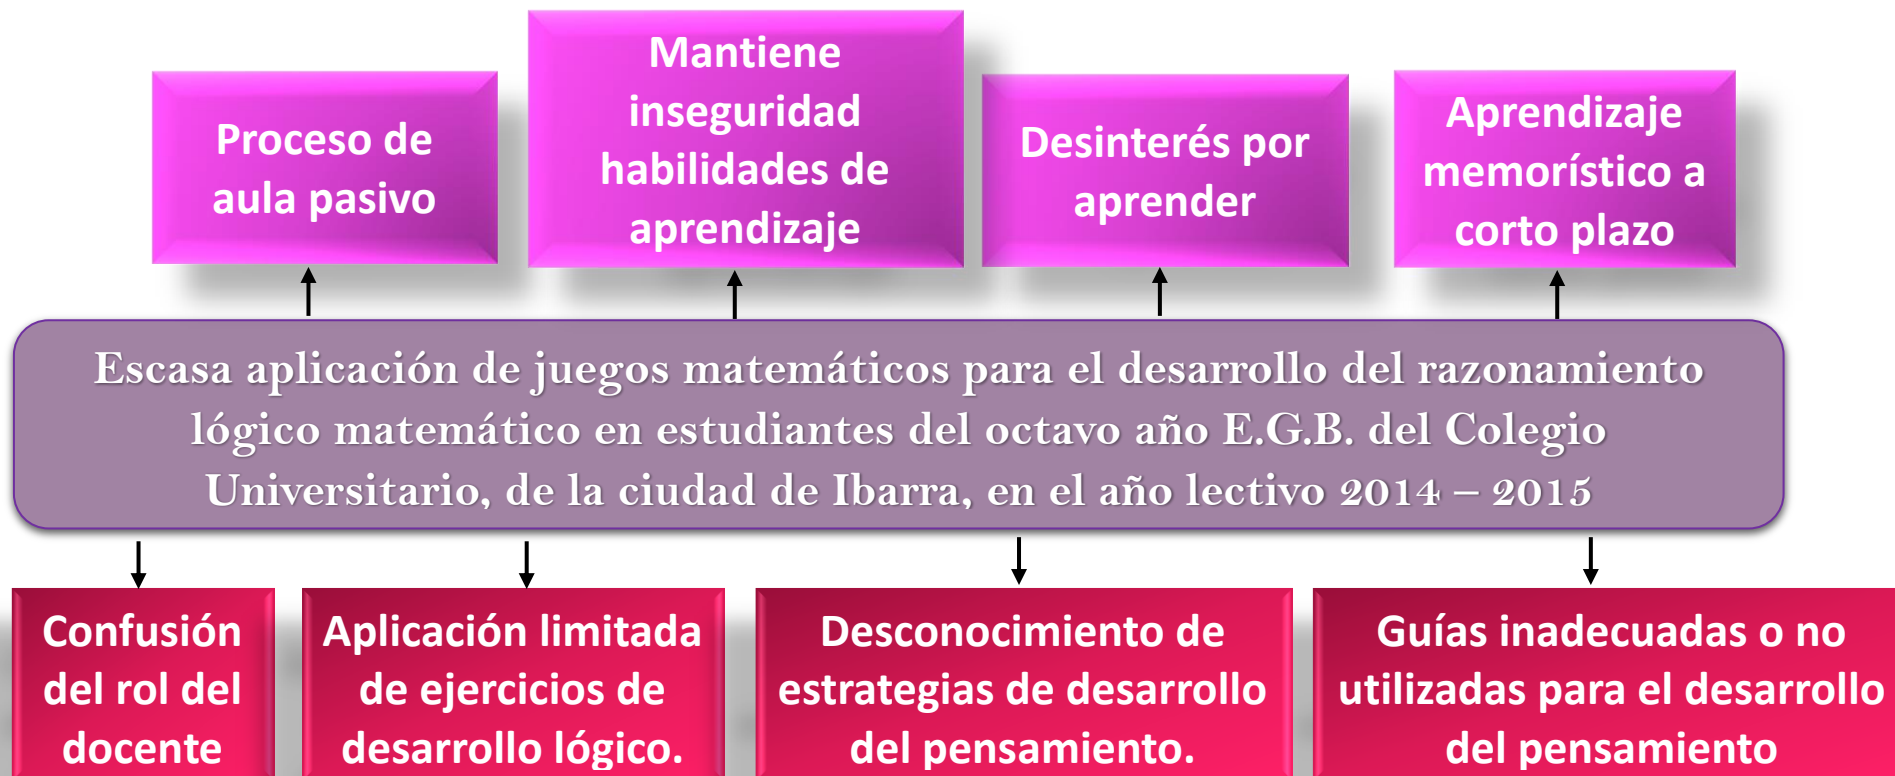 Proceso de
aula pasivo
Mantiene
inseguridad
habilidades de
aprendizaje
Desinterés por
aprender
Aprendizaje
memorístico a
corto plazo
Escasa aplicación de juegos matemáticos para el desarrollo del razonamiento
lógico matemático en estudiantes del octavo año E.G.B. del Colegio
Universitario, de la ciudad de Ibarra, en el año lectivo 2014 – 2015
Confusión
del rol del
docente
Aplicación limitada
de ejercicios de
desarrollo lógico.
Desconocimiento de
estrategias de desarrollo
del pensamiento.
Guías inadecuadas o no
utilizadas para el desarrollo
del pensamiento